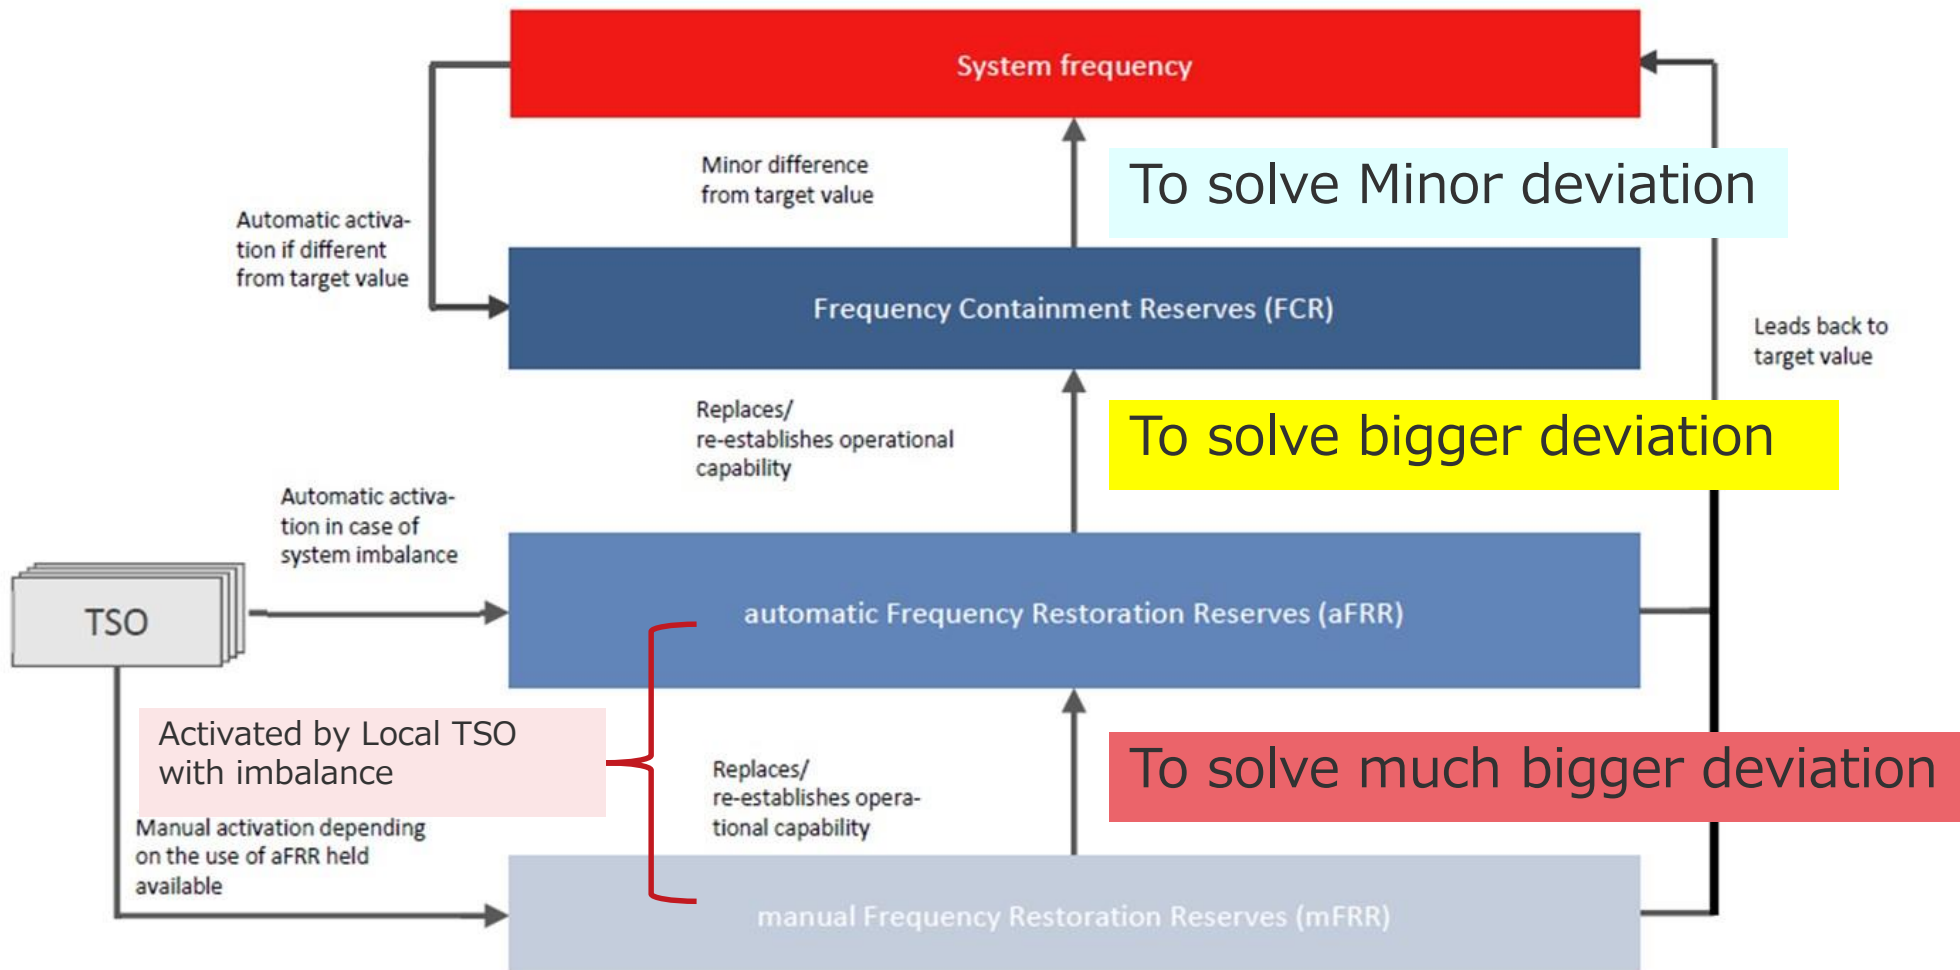 System frequency
Minor difference
from target value
To solve Minor deviation
Automatic activa-
tion if different
from target value
Frequency Containment Reserves (FCR)
Leads back to
target value
Replaces/
re-establishes operational
capability
To solve bigger deviation
Automatic activa-
tion in case of
system imbalance
TSO
automatic Frequency Restoration Reserves (aFRR)
Activated by Local TSO
with imbalance
Replaces/
re-establishes opera-
tional capability
To solve much bigger deviation
Manual activation depending
on the use of aFRR held
available
manual Frequency Restoration Reserves (mFRR)